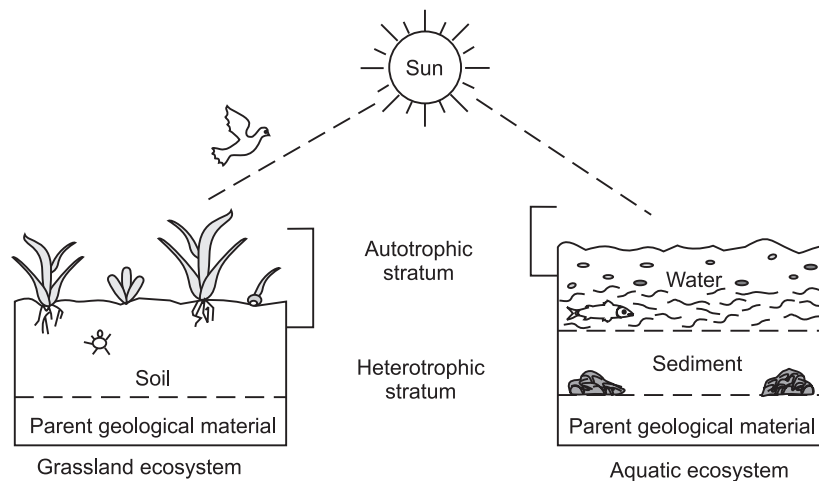 Sun
Autotrophic
stratum
Water
Heterotrophic
stratum
Soil
Sediment
Parent geological material
Parent geological material
Grassland ecosystem
Aquatic ecosystem